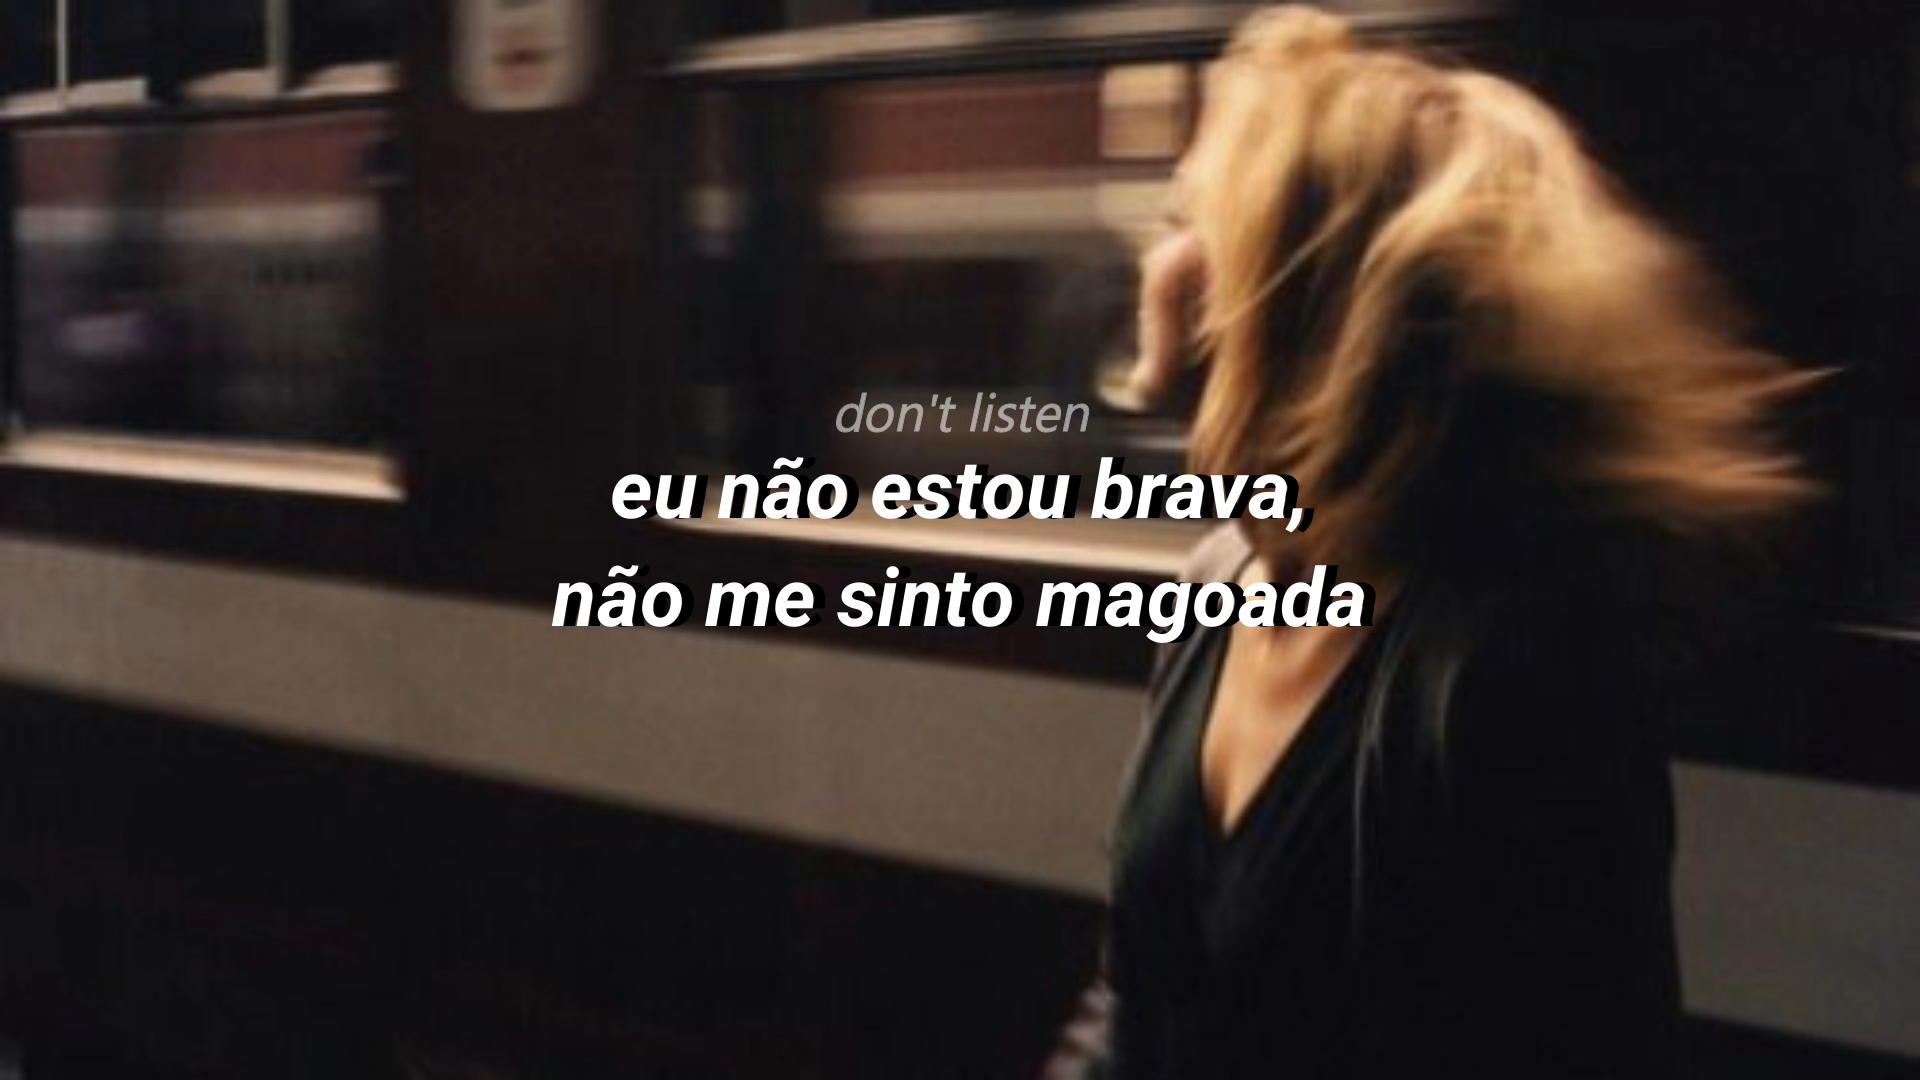 don't listen
eu não estou brava,
não me sinto magoada